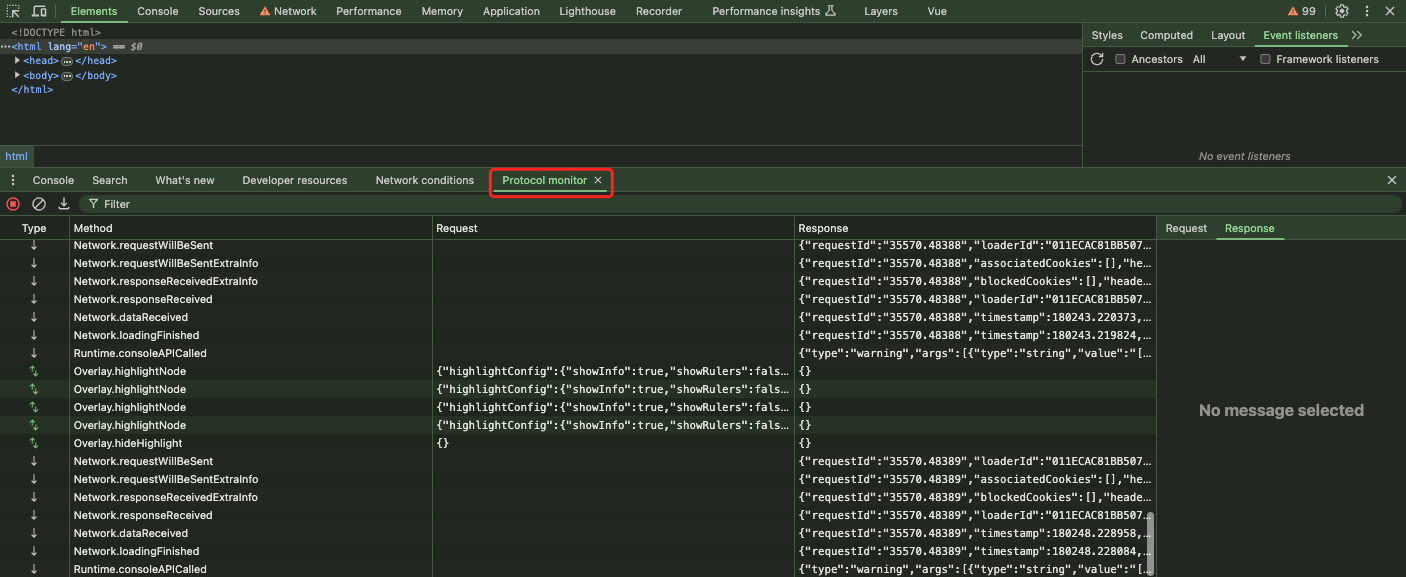 Elements Console Sources Network Performance Memory Application Lighthouse Recorder Performance insights Layers Vue 99
<!DOCTYPE html>
<html lang="en"> == $0
<head> </head>
<body> </body>
</html>
Styles Computed Layout Event listeners
Ancestors All Framework listeners
No event listeners
html
Console Search What's new Developer resources Network conditions Protocol monitor
Filter
Type Method Request Response
Network.requestWillBeSent {"requestId":"35570.48388","loaderId":"011ECAC81BB507…
Network.requestWillBeSentExtraInfo {"requestId":"35570.48388","associatedCookies":[],"he…
Network.responseReceivedExtraInfo {"requestId":"35570.48388","blockedCookies":[],"heade…
Network.responseReceived {"requestId":"35570.48388","loaderId":"011ECAC81BB507…
Network.dataReceived {"requestId":"35570.48388","timestamp":180243.220373,…
Network.loadingFinished {"requestId":"35570.48388","timestamp":180243.219824,…
Runtime.consoleAPICalled {"type":"warning","args":[{"type":"string","value":"[…
Overlay.highlightNode {"highlightConfig":{"showInfo":true,"showRulers":fals… {}
Overlay.highlightNode {"highlightConfig":{"showInfo":true,"showRulers":fals… {}
Overlay.highlightNode {"highlightConfig":{"showInfo":true,"showRulers":fals… {}
Overlay.highlightNode {"highlightConfig":{"showInfo":true,"showRulers":fals… {}
Overlay.hideHighlight {} {}
Network.requestWillBeSent {"requestId":"35570.48389","loaderId":"011ECAC81BB507…
Network.requestWillBeSentExtraInfo {"requestId":"35570.48389","associatedCookies":[],"he…
Network.responseReceivedExtraInfo {"requestId":"35570.48389","blockedCookies":[],"heade…
Network.responseReceived {"requestId":"35570.48389","loaderId":"011ECAC81BB507…
Network.dataReceived {"requestId":"35570.48389","timestamp":180248.228958,…
Network.loadingFinished {"requestId":"35570.48389","timestamp":180248.228084,…
Runtime.consoleAPICalled {"type":"warning","args":[{"type":"string","value":"[…
Request Response
No message selected